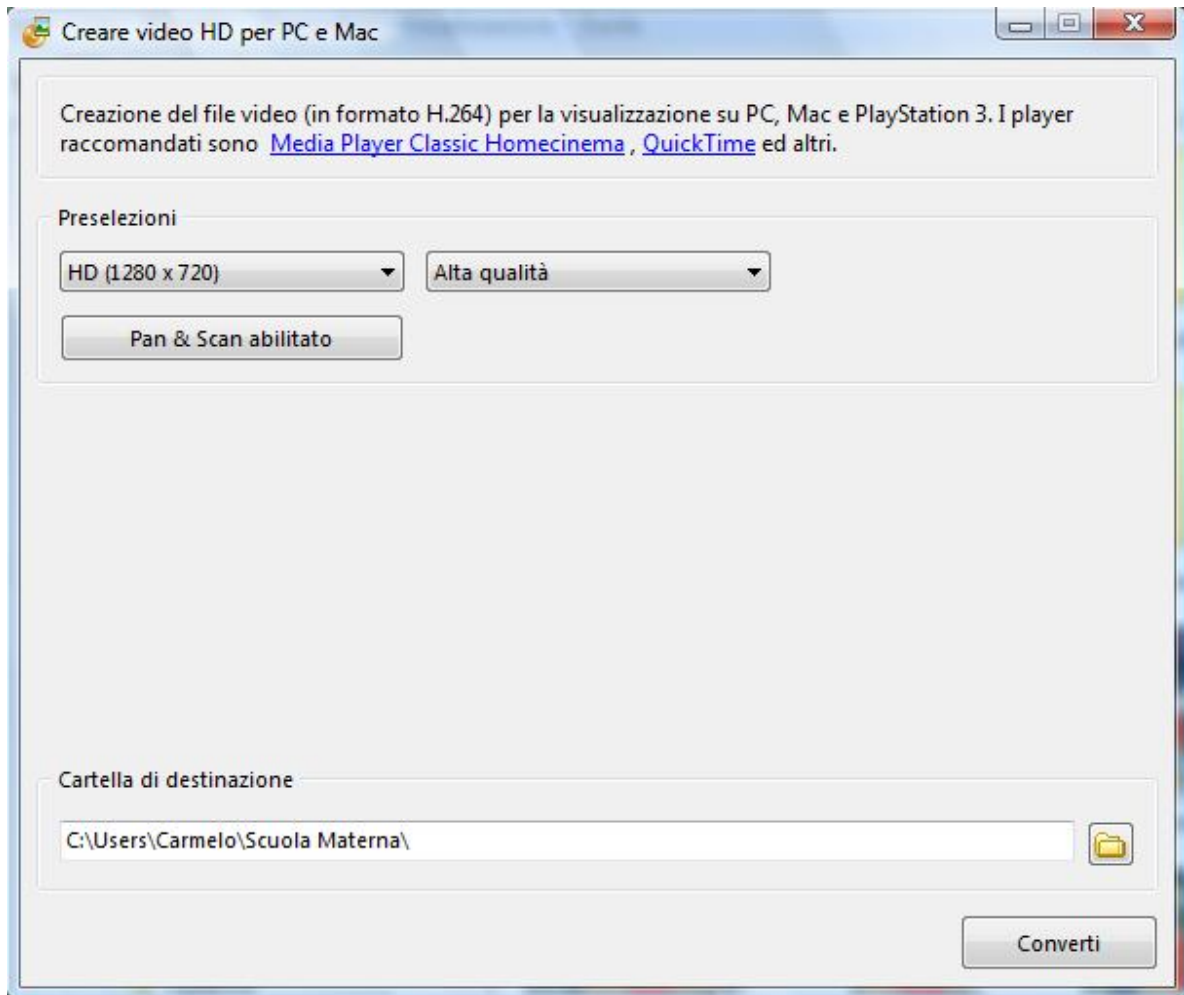 Creare video HD per PC e Mac
Creazione del file video (in formato H.264) per la visualizzazione su PC, Mac e PlayStation 3. I player
raccomandati sono Media Player Classic Homecinema , QuickTime ed altri.
Preselezioni
HD (1280 x 720)
Alta qualità
Pan & Scan abilitato
Cartella di destinazione
C:\Users\Carmelo\Scuola Materna\
Converti